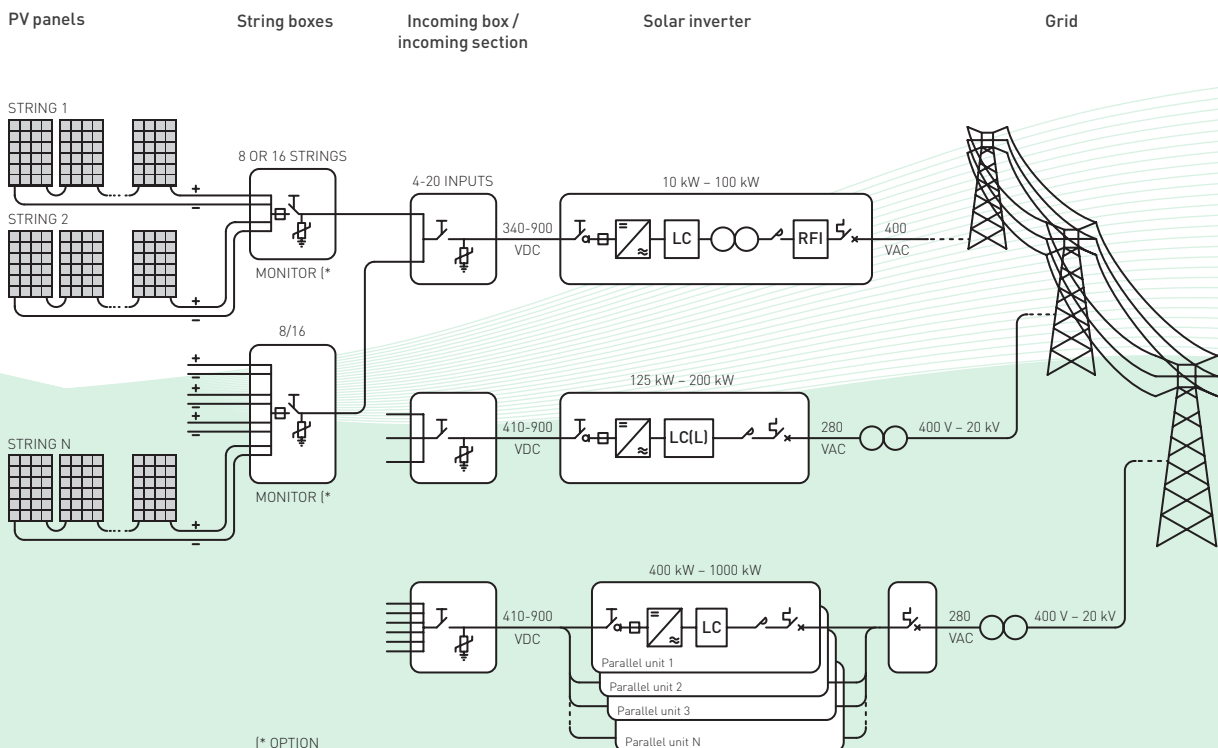 PV panels
String boxes
Incoming box /
incoming section
Solar inverter
Grid
STRING 1
8 OR 16 STRINGS
4-20 INPUTS
10 kW – 100 kW
+
–
STRING 2
340-900
VDC
LC
RFI
400
VAC
MONITOR (*
+
–
8/16
+
–
+
–
+
–
125 kW – 200 kW
STRING N
410-900
VDC
LC(L)
280
VAC
400 V – 20 kV
MONITOR (*
+
–
400 kW – 1000 kW
410-900
VDC
LC
280
VAC
400 V – 20 kV
Parallel unit 1
Parallel unit 2
Parallel unit 3
Parallel unit N
(* OPTION